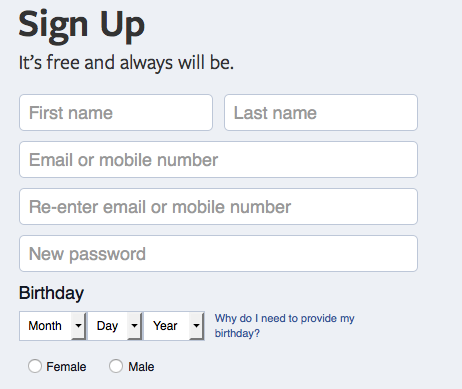 Sign Up
It's free and always will be.
First name Last name
Email or mobile number
Re-enter email or mobile number
New password
Birthday
Month Day Year Why do I need to provide my
birthday?
Female Male